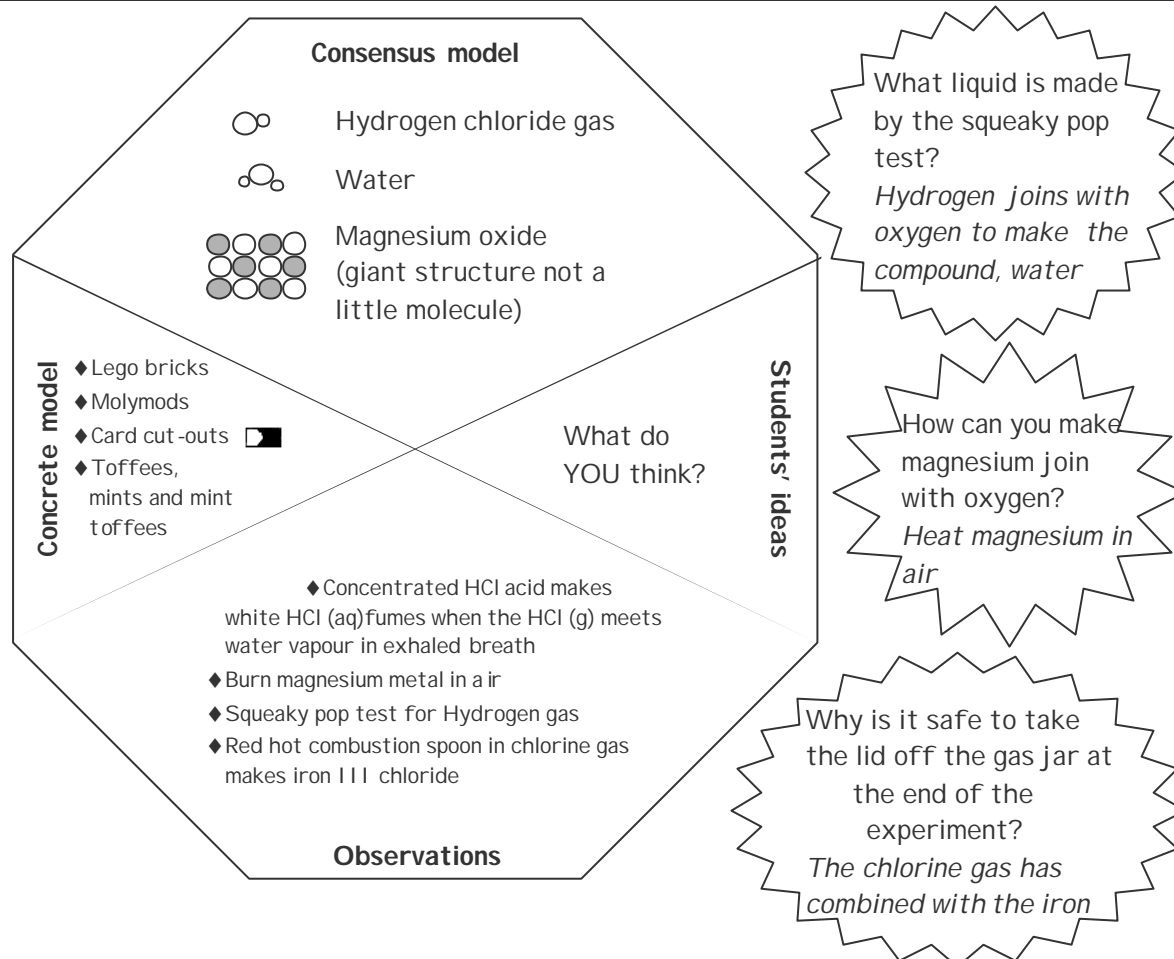 Consensus model
Hydrogen chloride gas
Water
Magnesium oxide
(giant structure not a
little molecule)
Concrete model
♦Lego bricks
♦Molymods
♦Card cut-outs
♦Toffees,
mints and mint
toffees
What do
YOU think?
Students' ideas
♦Concentrated HCl acid makes
white HCl (aq)fumes when the HCl (g) meets
water vapour in exhaled breath
♦Burn magnesium metal in air
♦Squeaky pop test for Hydrogen gas
♦Red hot combustion spoon in chlorine gas
makes iron III chloride
Observations
What liquid is made
by the squeaky pop
test?
Hydrogen joins with
oxygen to make the
compound, water
How can you make
magnesium join
with oxygen?
Heat magnesium in
air
Why is it safe to take
the lid off the gas jar at
the end of the
experiment?
The chlorine gas has
combined with the iron